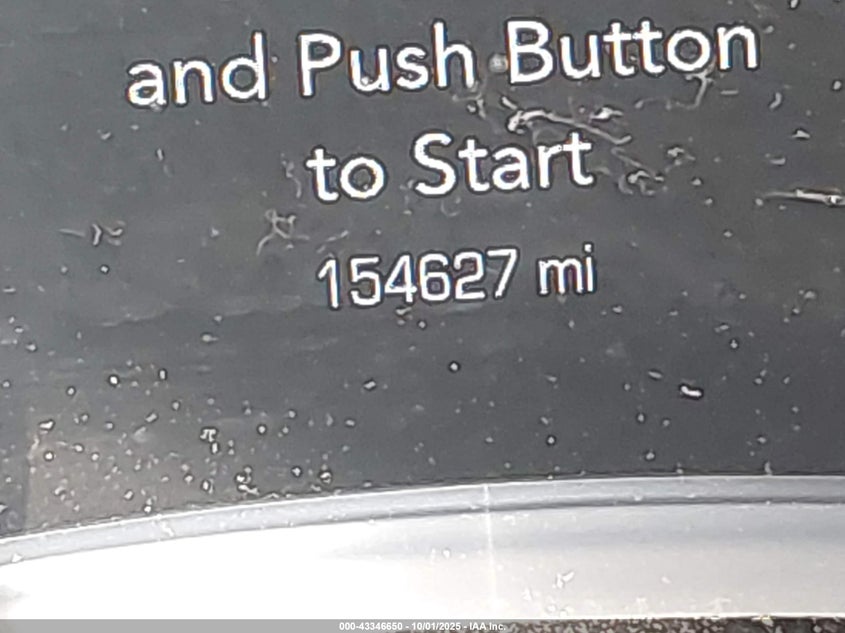 and Push Button
to Start
154627 mi
000-43346650 - 10/01/2025 - IAA Inc.